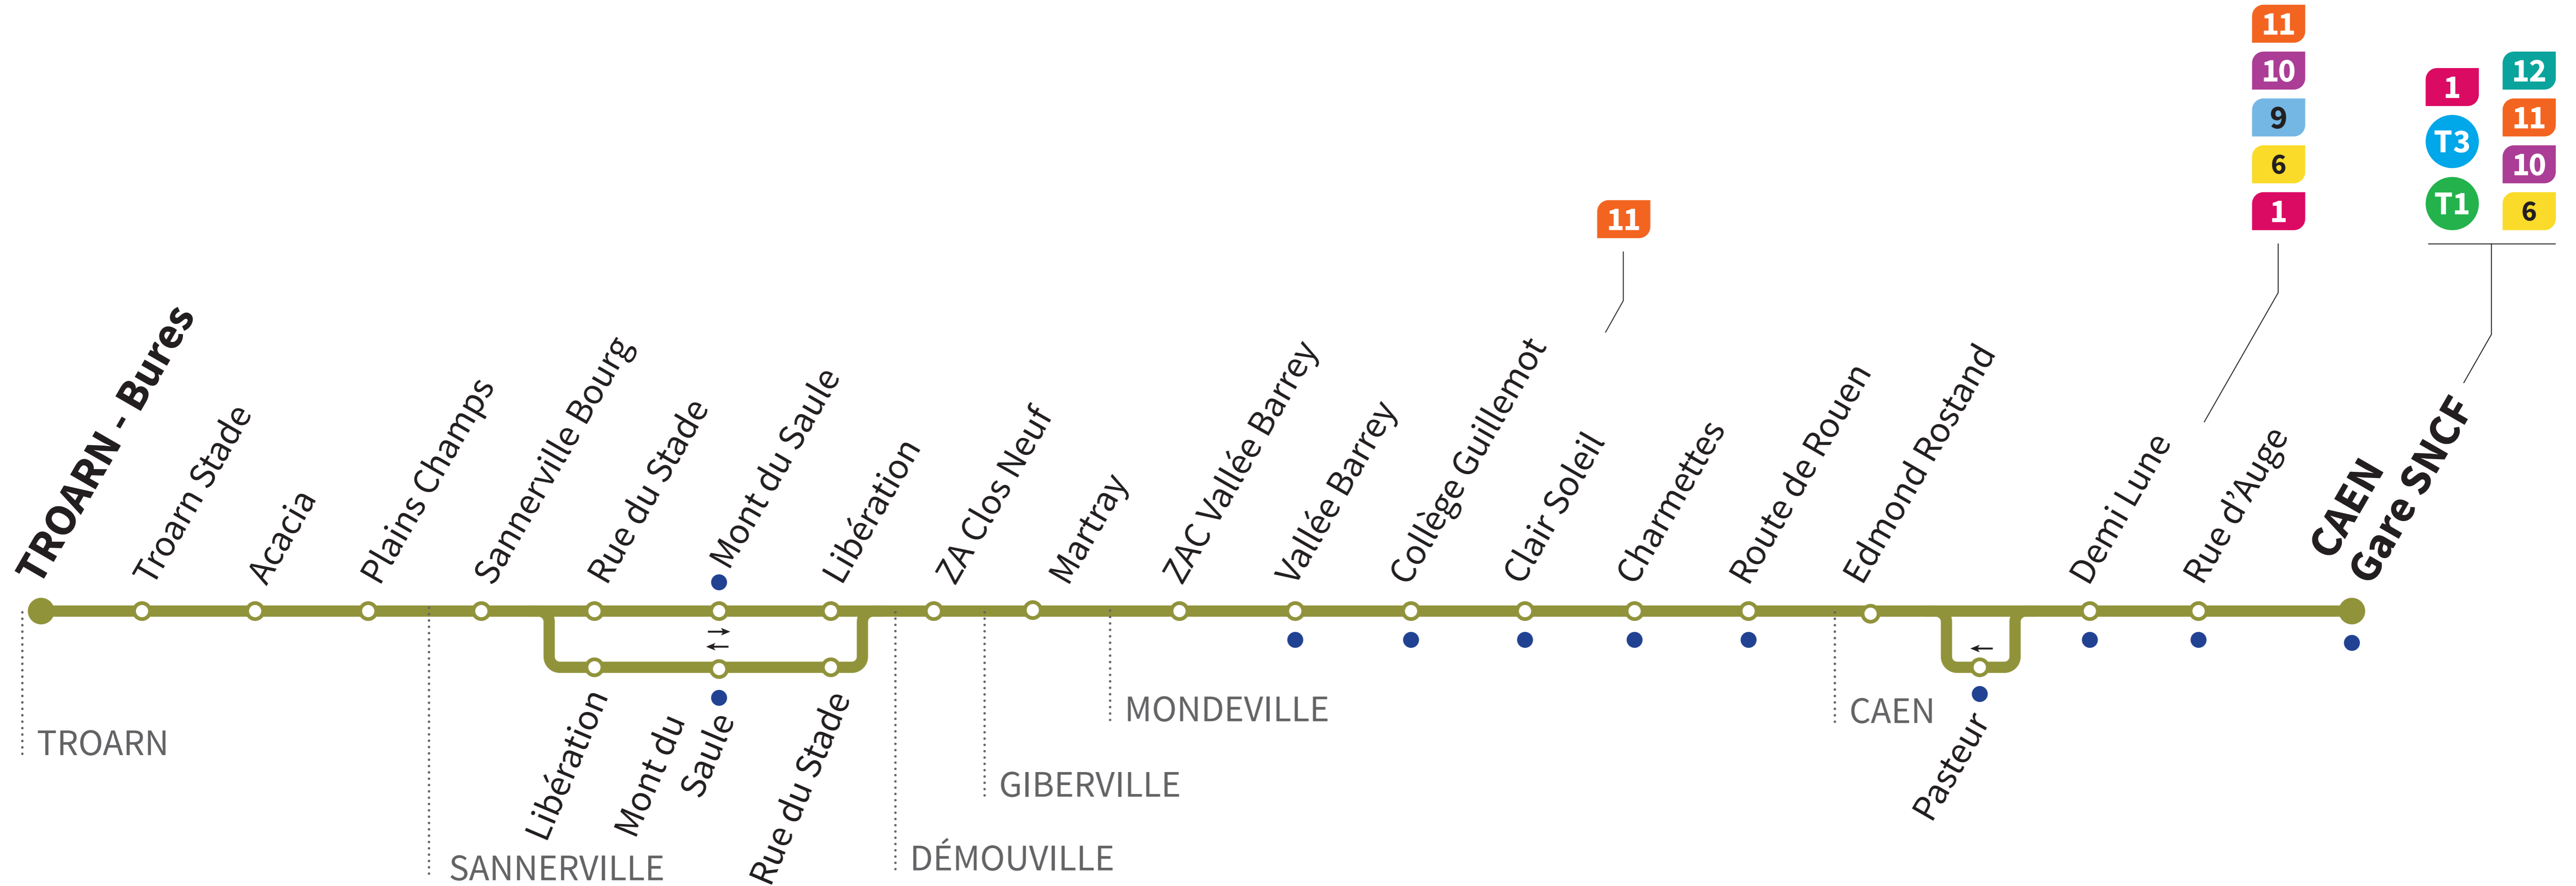 11
10
9
6
1
1
T3
T1
12
11
10
6
11
TROARN - Bures
Troarn Stade
Acacia
Plains Champs
Sannerville Bourg
Rue du Stade
Mont du Saule
Libération
ZA Clos Neuf
Martray
ZAC Vallée Barrey
Vallée Barrey
Collège Guillemot
Clair Soleil
Charmettes
Route de Rouen
Edmond Rostand
Demi Lune
Rue d’Auge
CAEN
Gare SNCF
Libération
Mont du
Saule
Rue du Stade
Pasteur
TROARN
SANNERVILLE
DÉMOUVILLE
GIBERVILLE
MONDEVILLE
CAEN